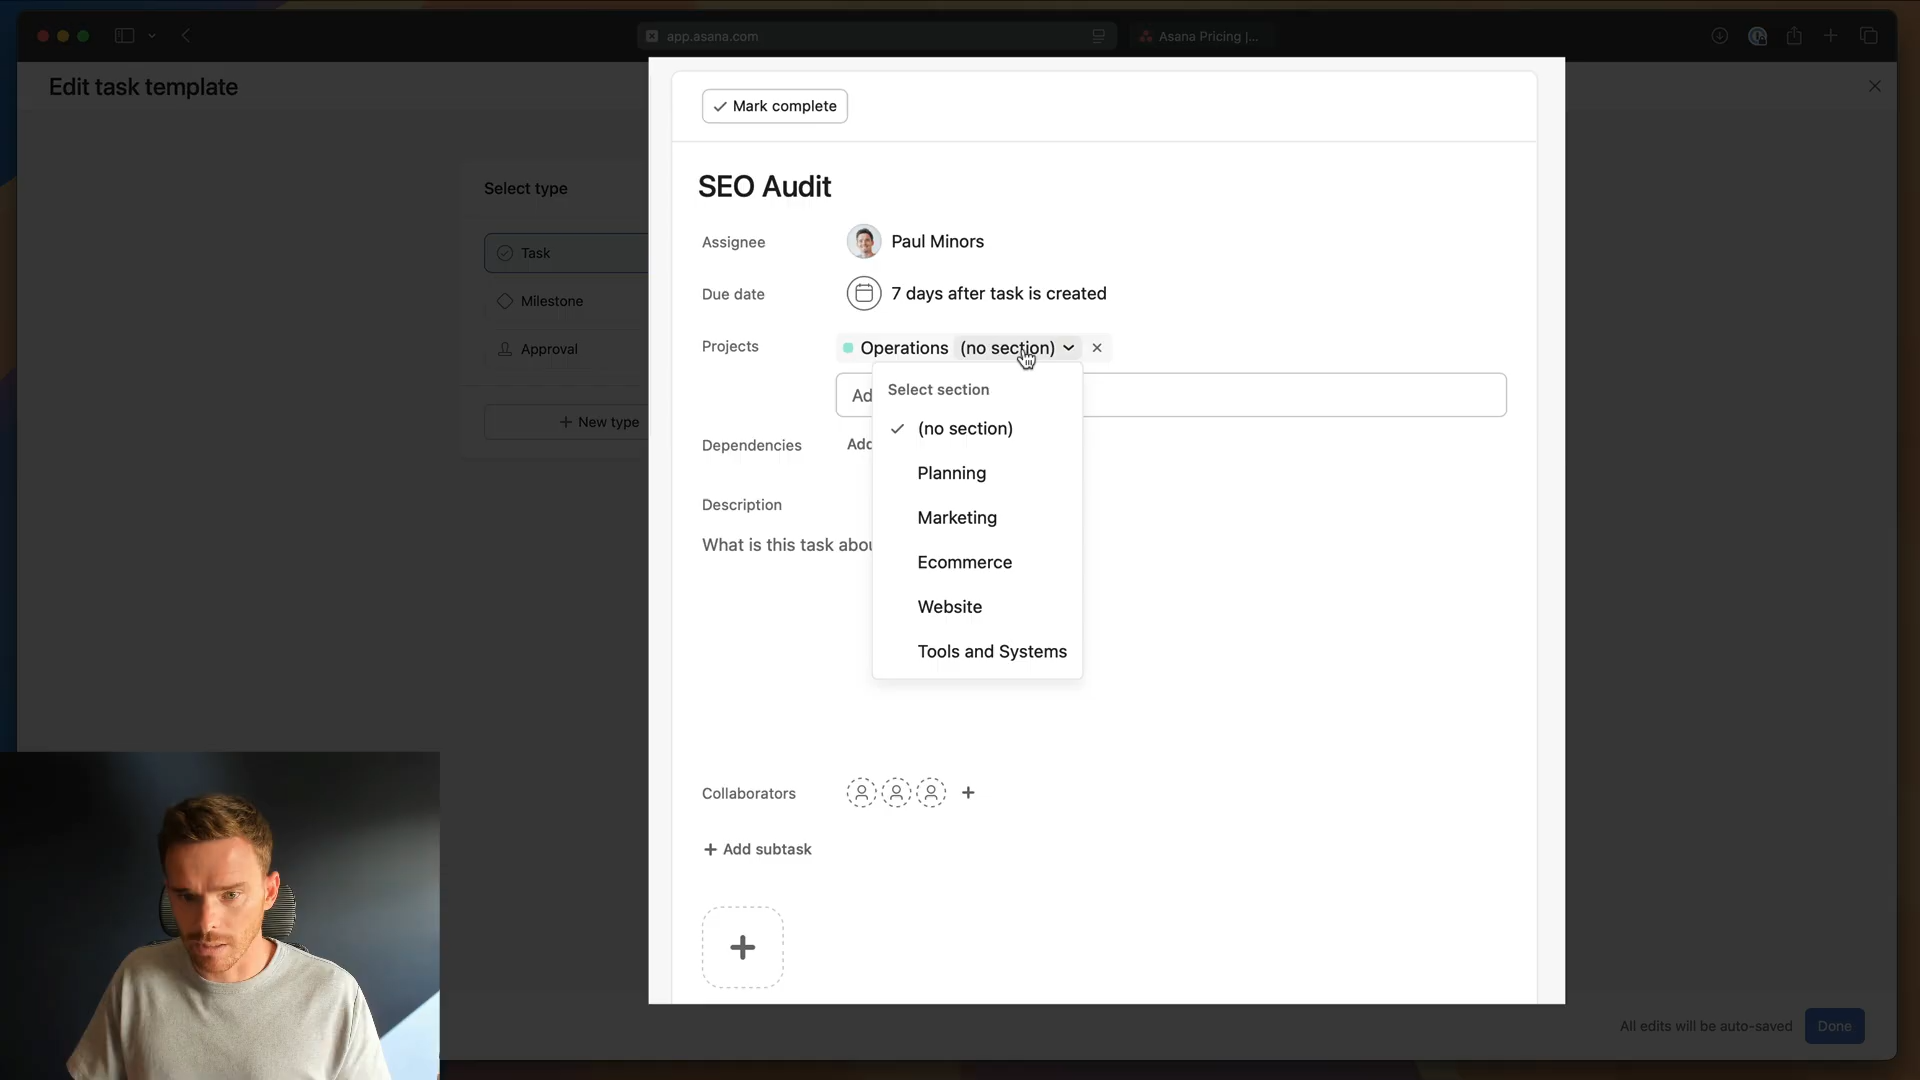 app.asana.com
Asana Pricing |...
Edit task template
Mark complete
Select type
SEO Audit
Task
Assignee
Paul Minors
Milestone
Due date
7 days after task is created
Approval
Projects
Operations (no section)
Select section
Ad
+ New type
(no section)
Dependencies
Add
Planning
Description
Marketing
What is this task abou
Ecommerce
Website
Tools and Systems
Collaborators
+ Add subtask
All edits will be auto-saved
Done